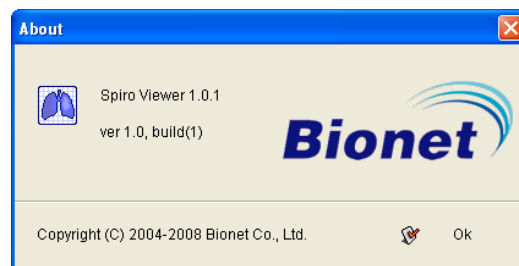 About
Spiro Viewer 1.0.1
ver 1.0, build(1)
Bionet
Copyright (C) 2004-2008 Bionet Co., Ltd.
Ok